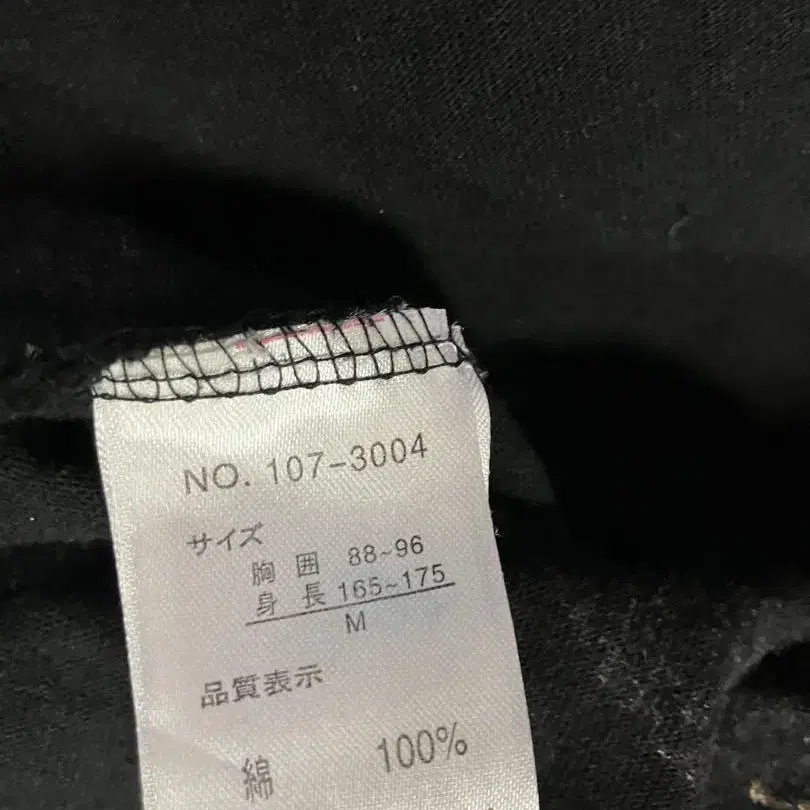 NO. 107-3004
サイズ
胸 囲 88~96
身 長 165~175
M
品質表示
綿 100%